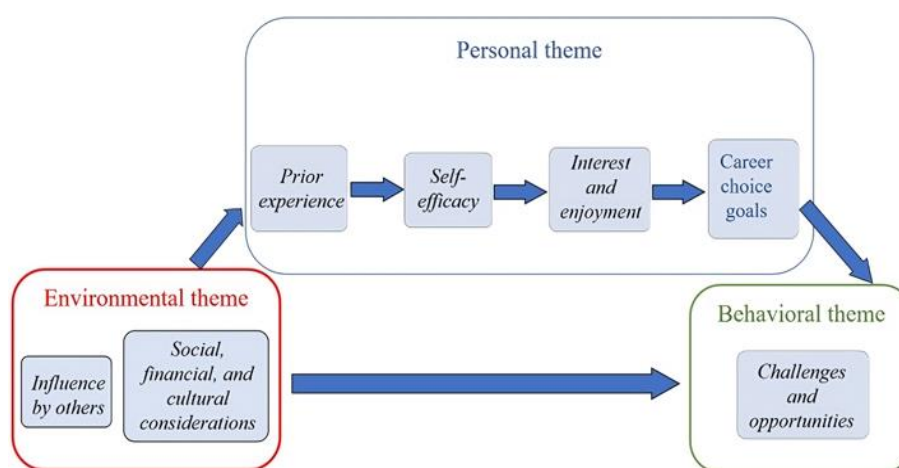 Personal theme
Prior
experience
Self-
efficacy
Interest
and
enjoyment
Career
choice
goals
Environmental theme
Influence
by others
Social,
financial, and
cultural
considerations
Behavioral theme
Challenges
and
opportunities